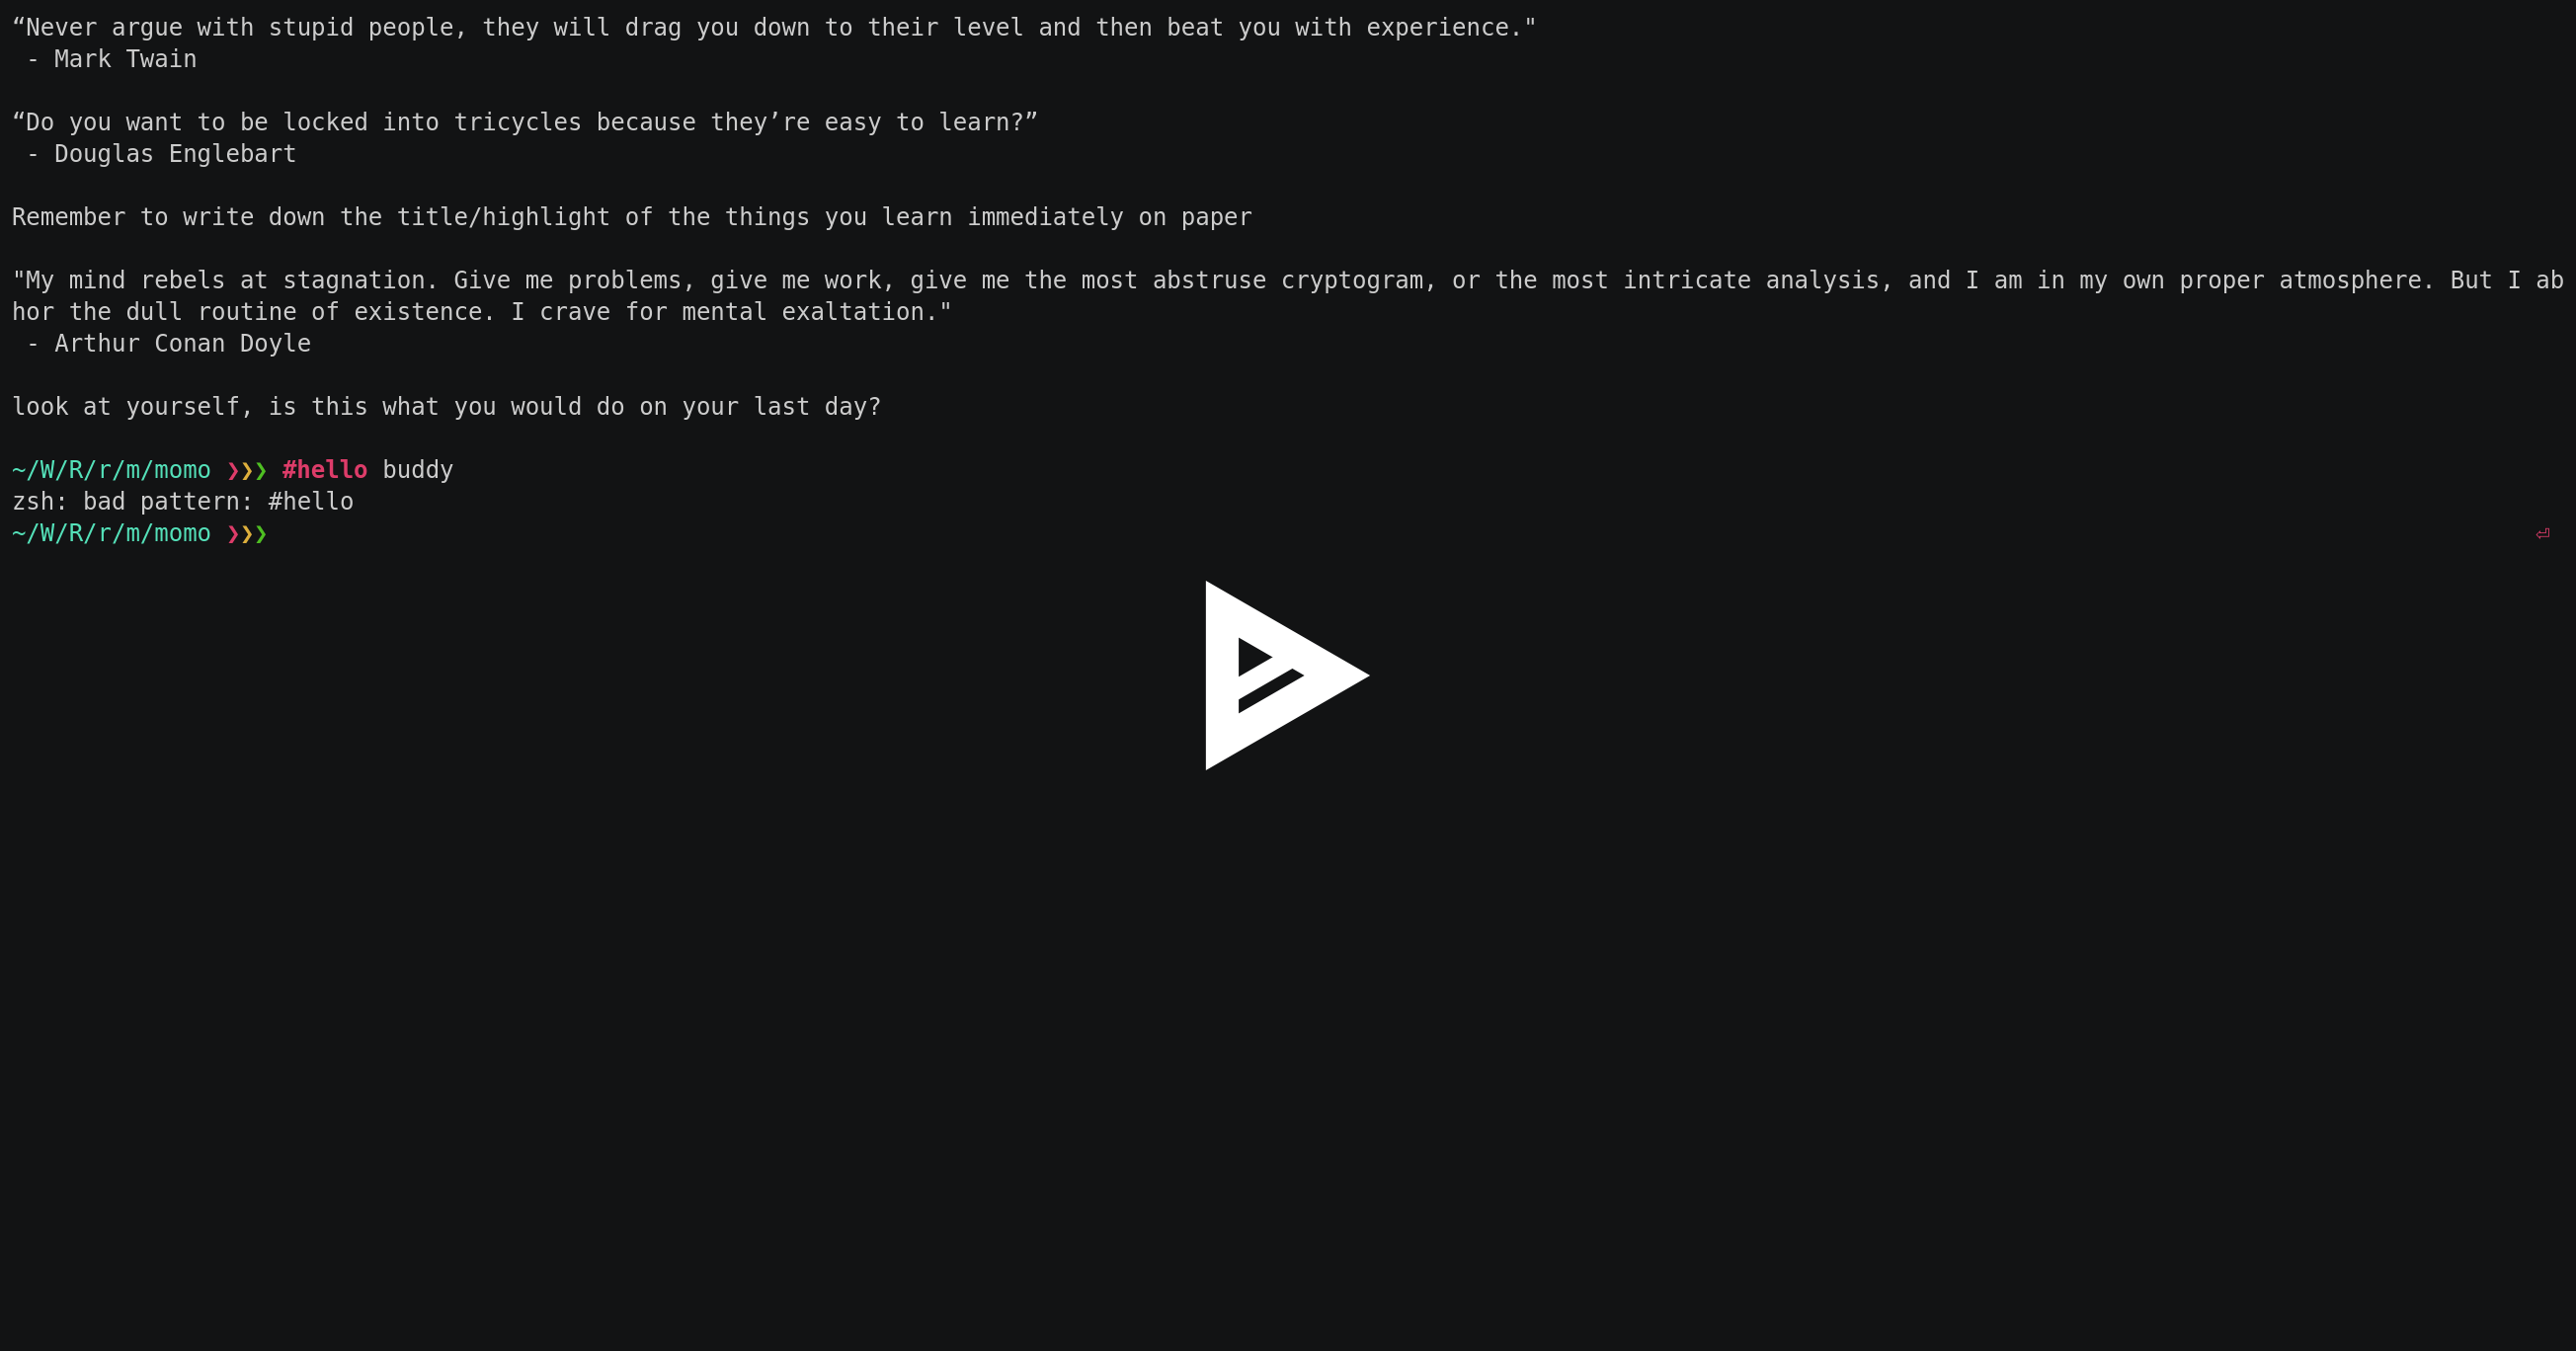 “Never argue with stupid people, they will drag you down to their level and then beat you with experience."
 - Mark Twain
“Do you want to be locked into tricycles because they’re easy to learn?”
 - Douglas Englebart
Remember to write down the title/highlight of the things you learn immediately on paper
"My mind rebels at stagnation. Give me problems, give me work, give me the most abstruse cryptogram, or the most intricate analysis, and I am in my own proper atmosphere. But I ab
hor the dull routine of existence. I crave for mental exaltation."
 - Arthur Conan Doyle
look at yourself, is this what you would do on your last day?
~/W/R/r/m/momo ❯❯❯ #hello buddy
zsh: bad pattern: #hello
~/W/R/r/m/momo ❯❯❯ ⏎